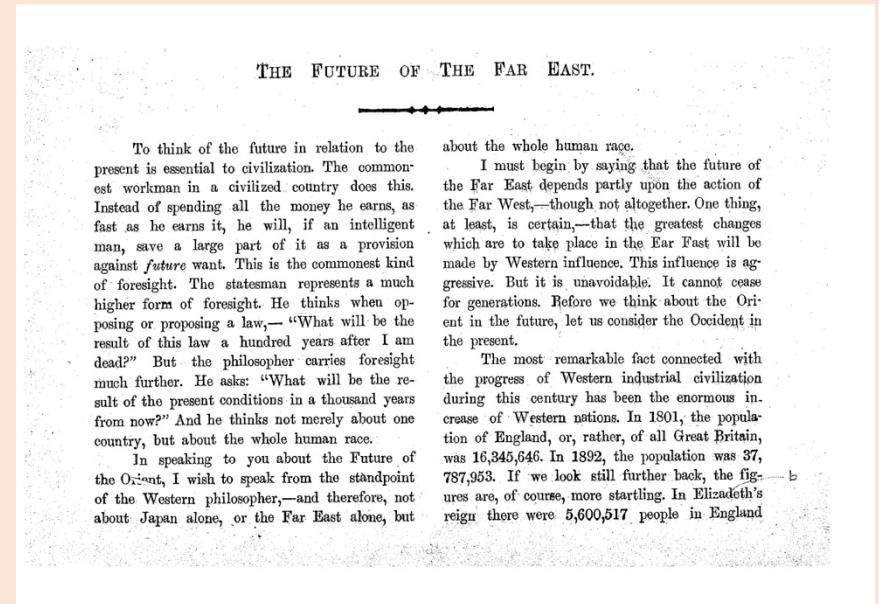 THE FUTURE OF THE FAR EAST.
To think of the future in relation to the
present is essential to civilization. The common-
est workman in a civilized country does this.
Instead of spending all the money he earns, as
fast as he earns it, he will, if an intelligent
man, save a large part of it as a provision
against future want. This is the commonest kind
of foresight. The statesman represents a much
higher form of foresight. He thinks when op-
posing or proposing a law,— “What will be the
result of this law a hundred years after I am
dead?” But the philosopher carries foresight
much further. He asks: “What will be the re-
sult of the present conditions in a thousand years
from now?” And he thinks not merely about one
country, but about the whole human race.
In speaking to you about the Future of
the Orient, I wish to speak from the standpoint
of the Western philosopher,—and therefore, not
about Japan alone, or the Far East alone, but
about the whole human race.
I must begin by saying that the future of
the Far East depends partly upon the action of
the Far West,—though not altogether. One thing,
at least, is certain,—that the greatest changes
which are to take place in the Ear Fast will be
made by Western influence. This influence is ag-
gressive. But it is unavoidable. It cannot cease
for generations. Refore we think about the Ori-
ent in the future, let us consider the Occident in
the present.
The most remarkable fact connected with
the progress of Western industrial civilization
during this century has been the enormous in-
crease of Western nations. In 1801, the popula-
tion of England, or, rather, of all Great Britain,
was 16,345,646. In 1892, the population was 37,
787,953. If we look still further back, the fig-
ures are, of course, more startling. In Elizadeth’s
reign there were 5,600,517 people in England
b